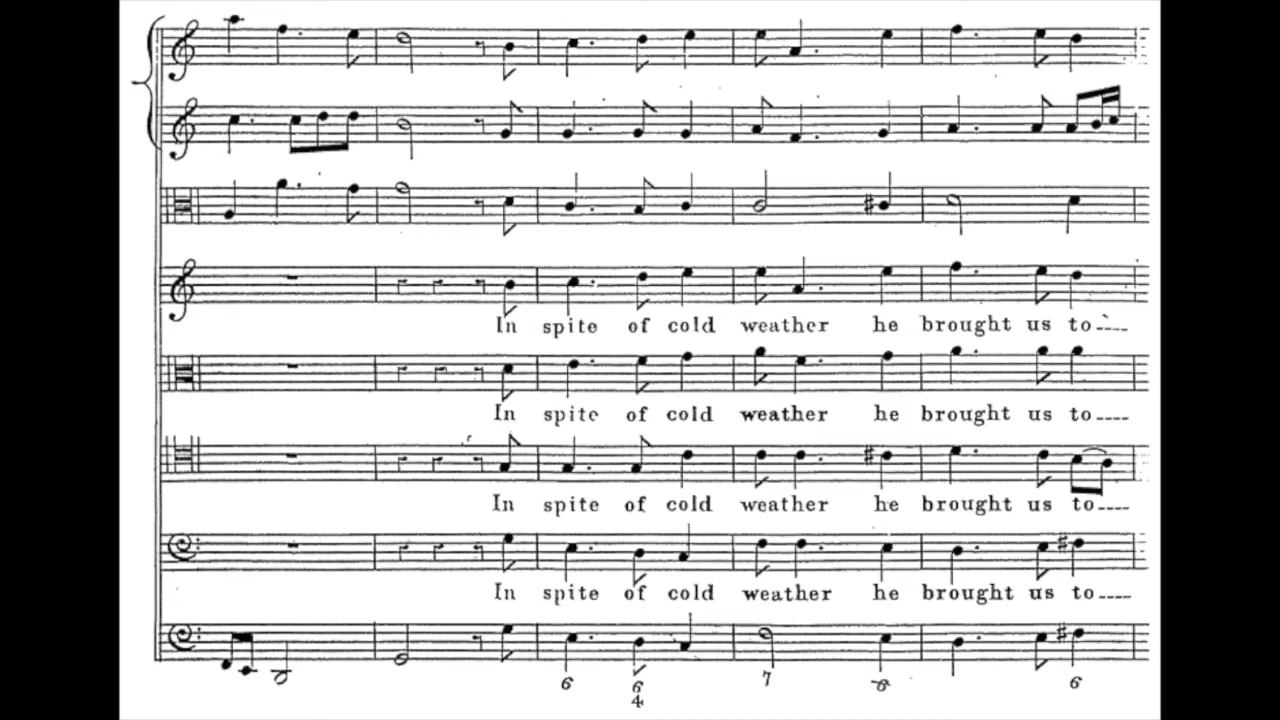 In spite of cold weather he brought us to----
In spite of cold weather he brought us to----
In spite of cold weather he brought us to----
In spite of cold weather he brought us to----
6 6 7 6 6
4